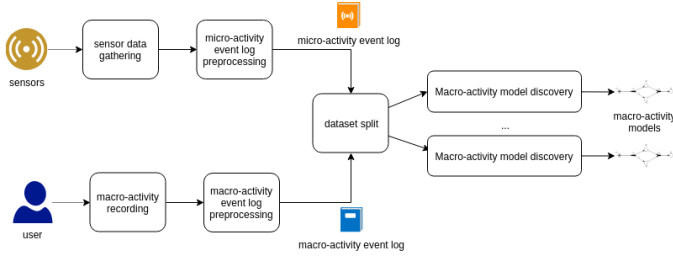 sensors
sensor data
gathering
micro-activity
event log
preprocessing
micro-activity event log
dataset split
Macro-activity model discovery
...
Macro-activity model discovery
macro-activity
models
user
macro-activity
recording
macro-activity
event log
preprocessing
macro-activity event log